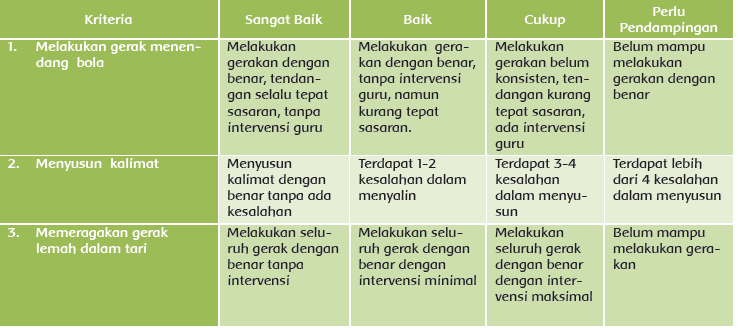 Kriteria
Sangat Baik
Baik
Cukup
Perlu
Pendampingan
1. Melakukan gerak menen-
dang bola
Melakukan
gerakan dengan
benar, tendan-
gan selalu tepat
sasaran, tanpa
intervensi guru
Melakukan gera-
kan dengan benar,
tanpa intervensi
guru, namun
kurang tepat
sasaran.
Melakukan
gerakan belum
konsisten, ten-
dangan kurang
tepat sasaran,
ada intervensi
guru
Belum mampu
melakukan
gerakan dengan
benar
2. Menyusun kalimat
Menyusun
kalimat dengan
benar tanpa ada
kesalahan
Terdapat 1-2
kesalahan dalam
menyalin
Terdapat 3-4
kesalahan
dalam menyu-
sun
Terdapat lebih
dari 4 kesalahan
dalam menyusun
3. Memeragakan gerak
lemah dalam tari
Melakukan selu-
ruh gerak dengan
benar tanpa
intervensi
Melakukan selu-
ruh gerak dengan
benar dengan
intervensi minimal
Melakukan
seluruh gerak
dengan benar
dengan inter-
vensi maksimal
Belum mampu
melakukan gera-
kan